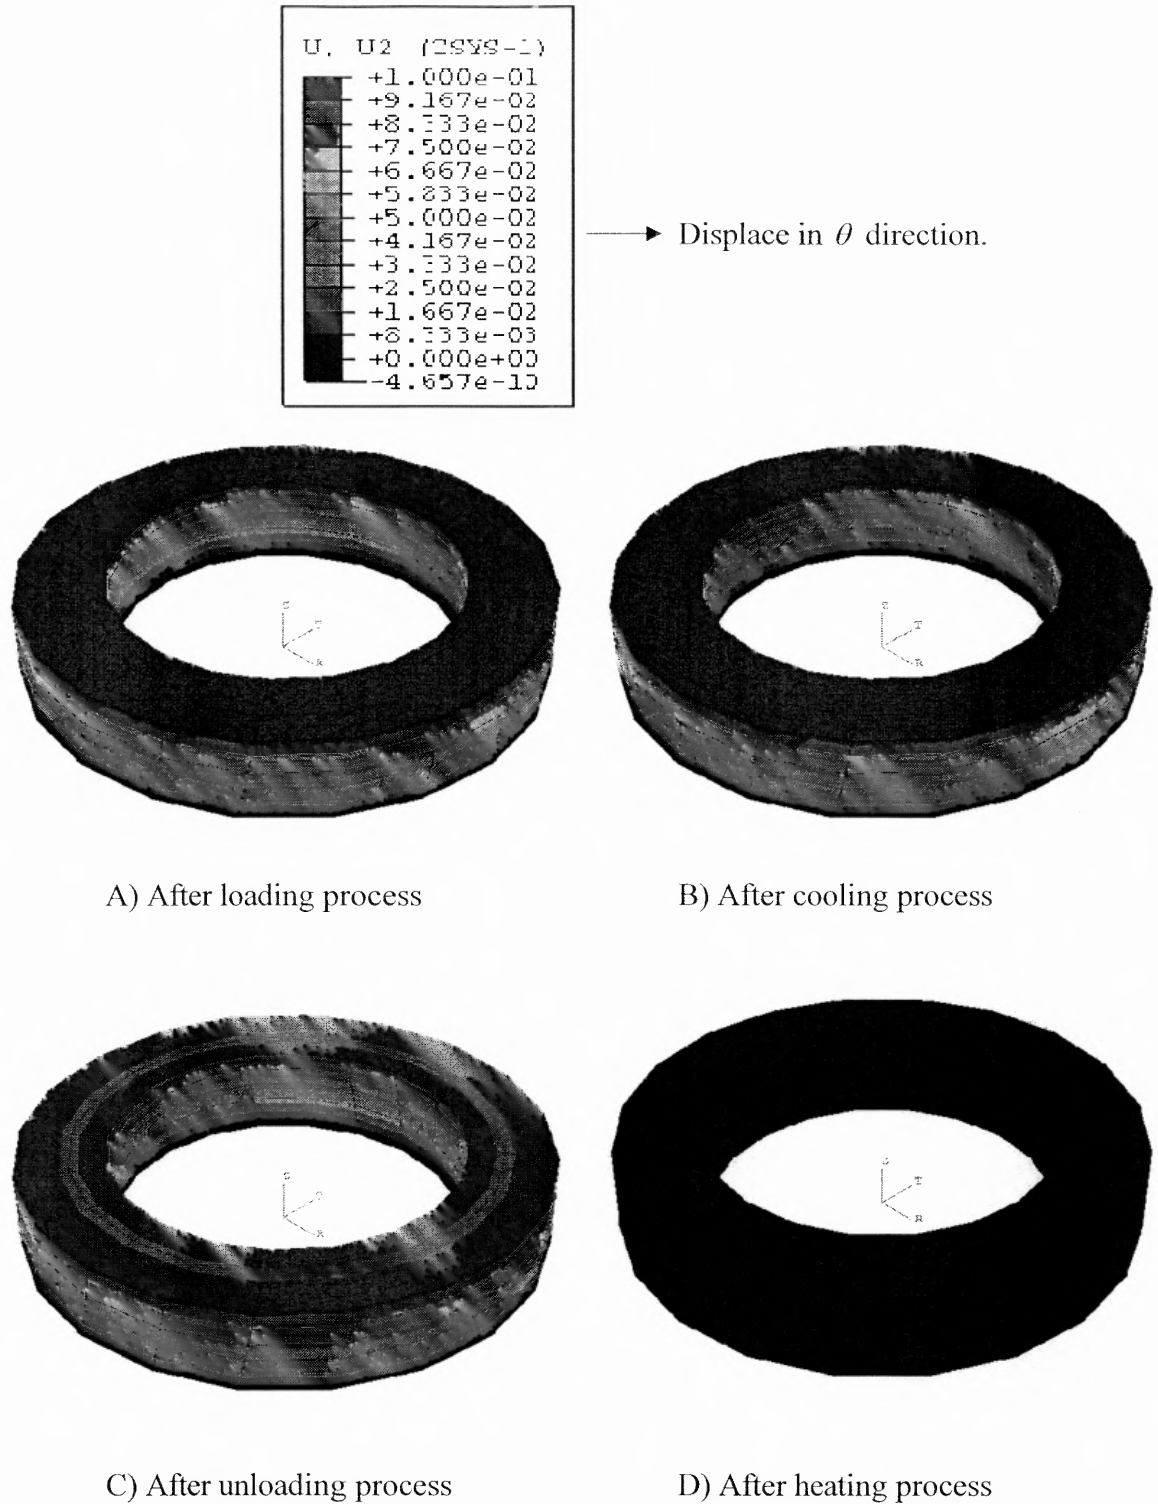 U, U2 (CSYS-1)
+1.000e-01
+9.167e-02
+8.333e-02
+7.500e-02
+6.667e-02
+5.833e-02
+5.000e-02
+4.167e-02
+3.333e-02
+2.500e-02
+1.667e-02
+8.333e-03
+0.000e+00
-4.657e-10
Displace in θ direction.
T
R
T
R
A) After loading process
B) After cooling process
R
T
R
C) After unloading process
D) After heating process